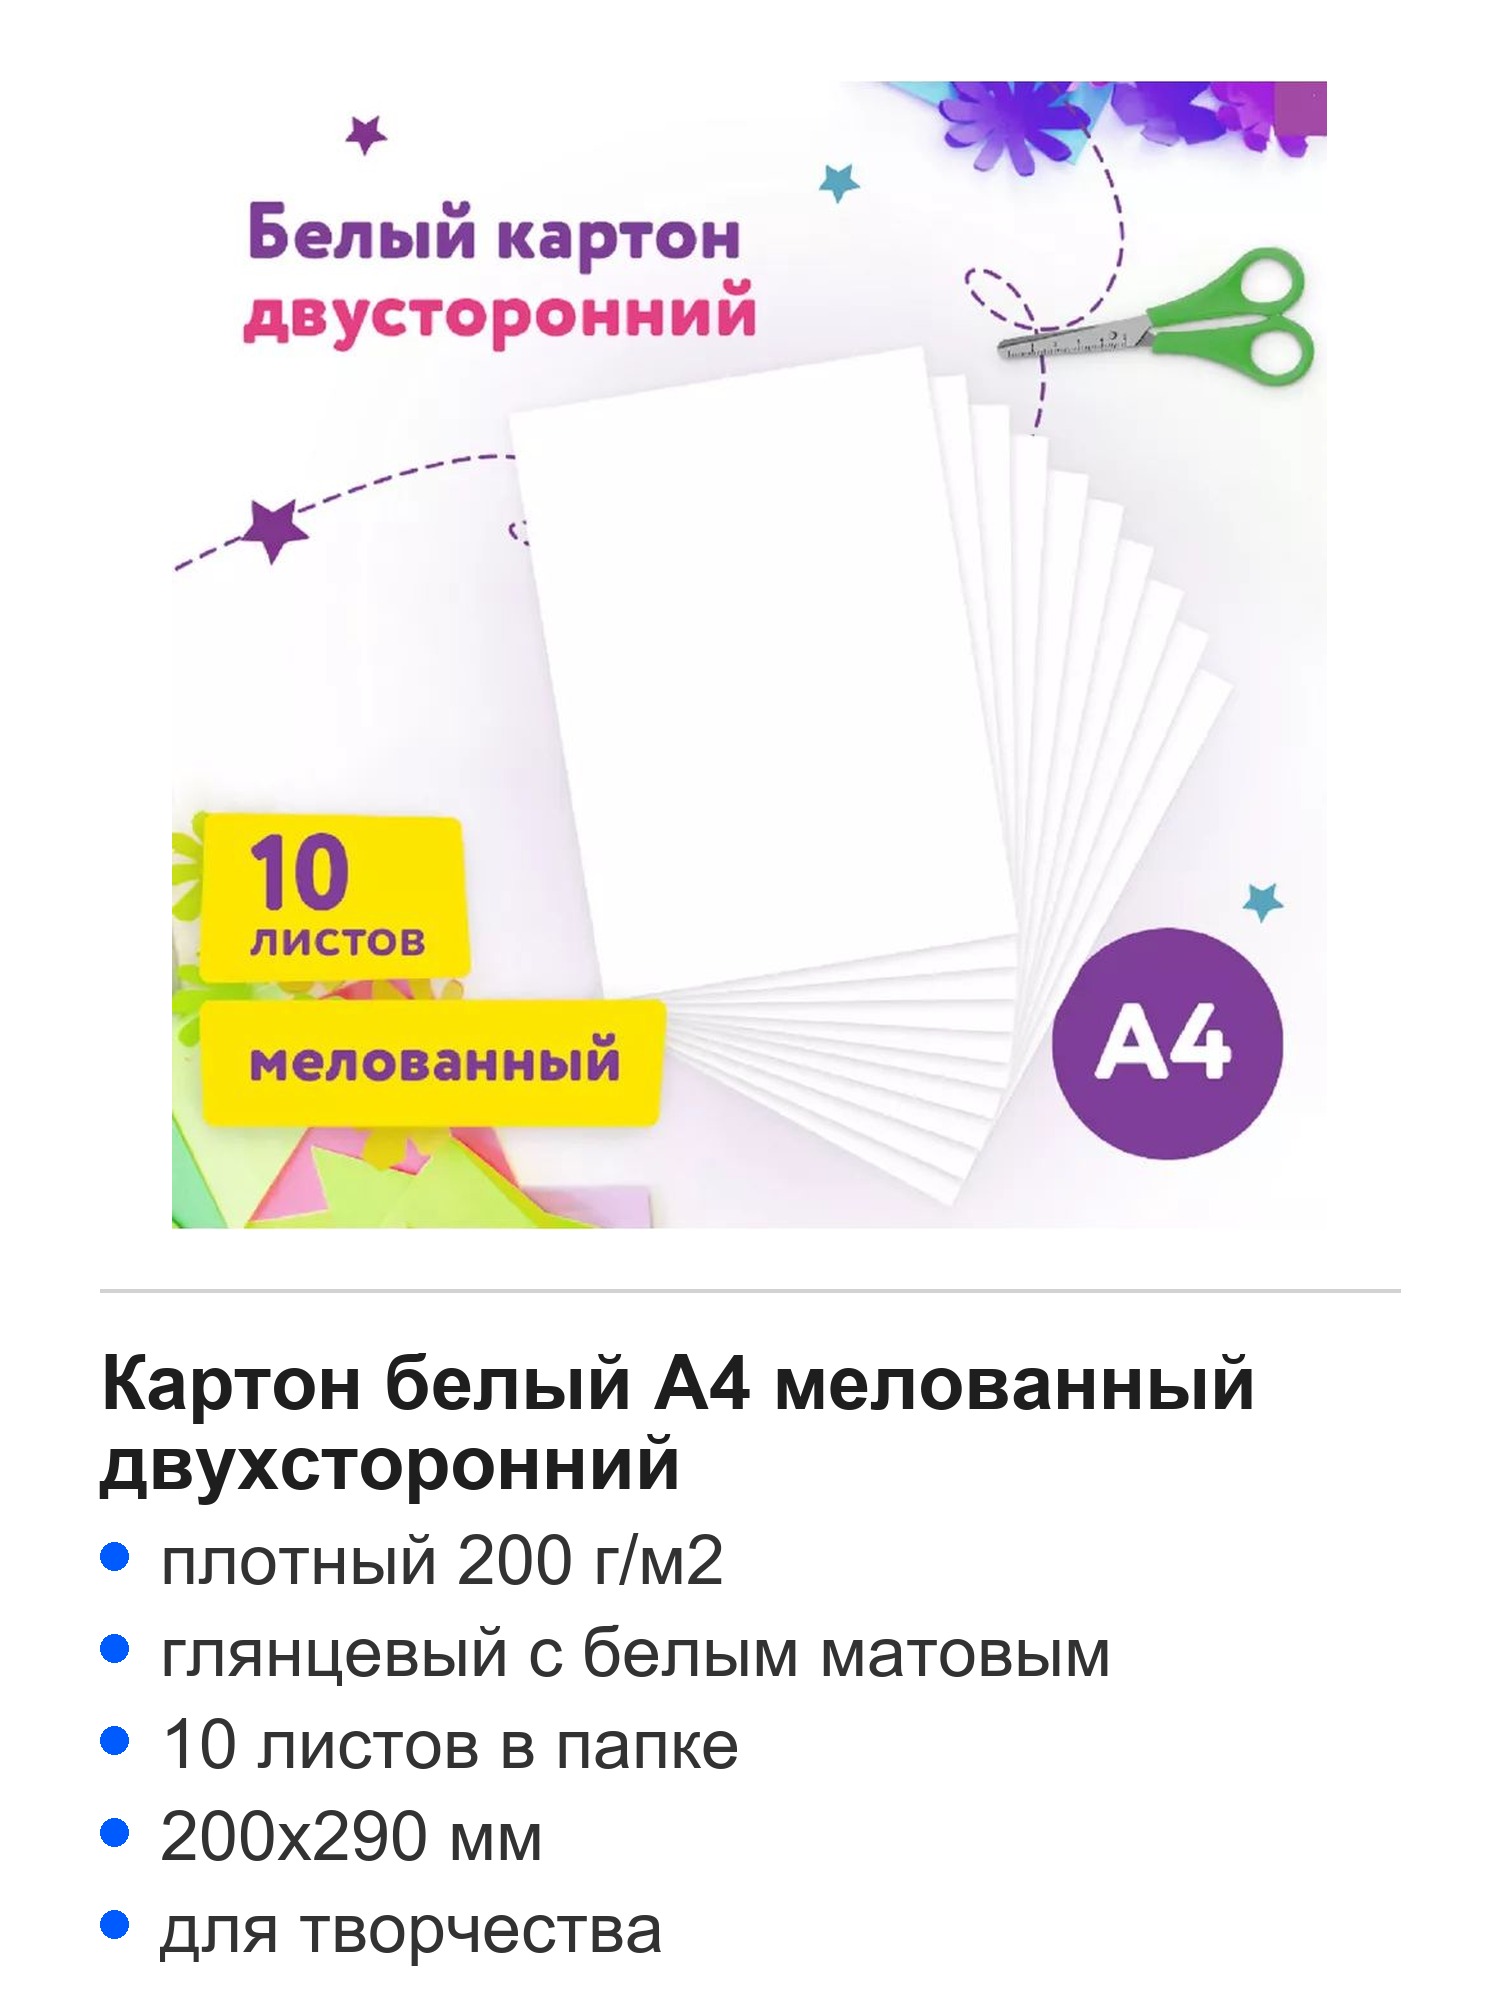 Белый картон
двусторонний
10
листов
мелованный
А4
Картон белый А4 мелованный
двухсторонний
плотный 200 г/м2
глянцевый с белым матовым
10 листов в папке
200х290 мм
для творчества